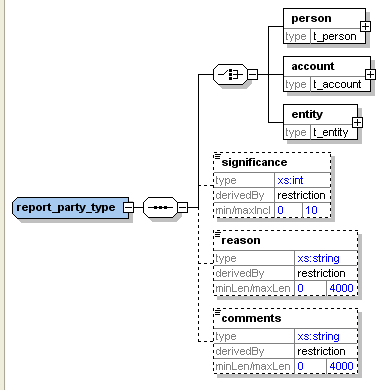 person
type t_person
account
type t_account
entity
type t_entity
report_party_type
significance
type xs:int
derivedBy restriction
min/maxIncl 0 10
reason
type xs:string
derivedBy restriction
minLen/maxLen 0 4000
comments
type xs:string
derivedBy restriction
minLen/maxLen 0 4000